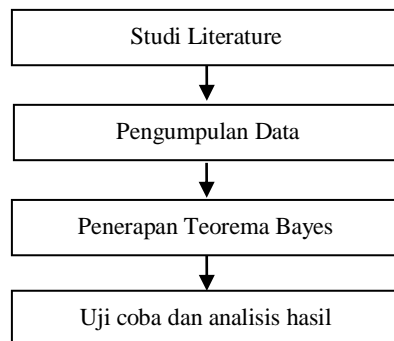 Studi Literature
Pengumpulan Data
Penerapan Teorema Bayes
Uji coba dan analisis hasil